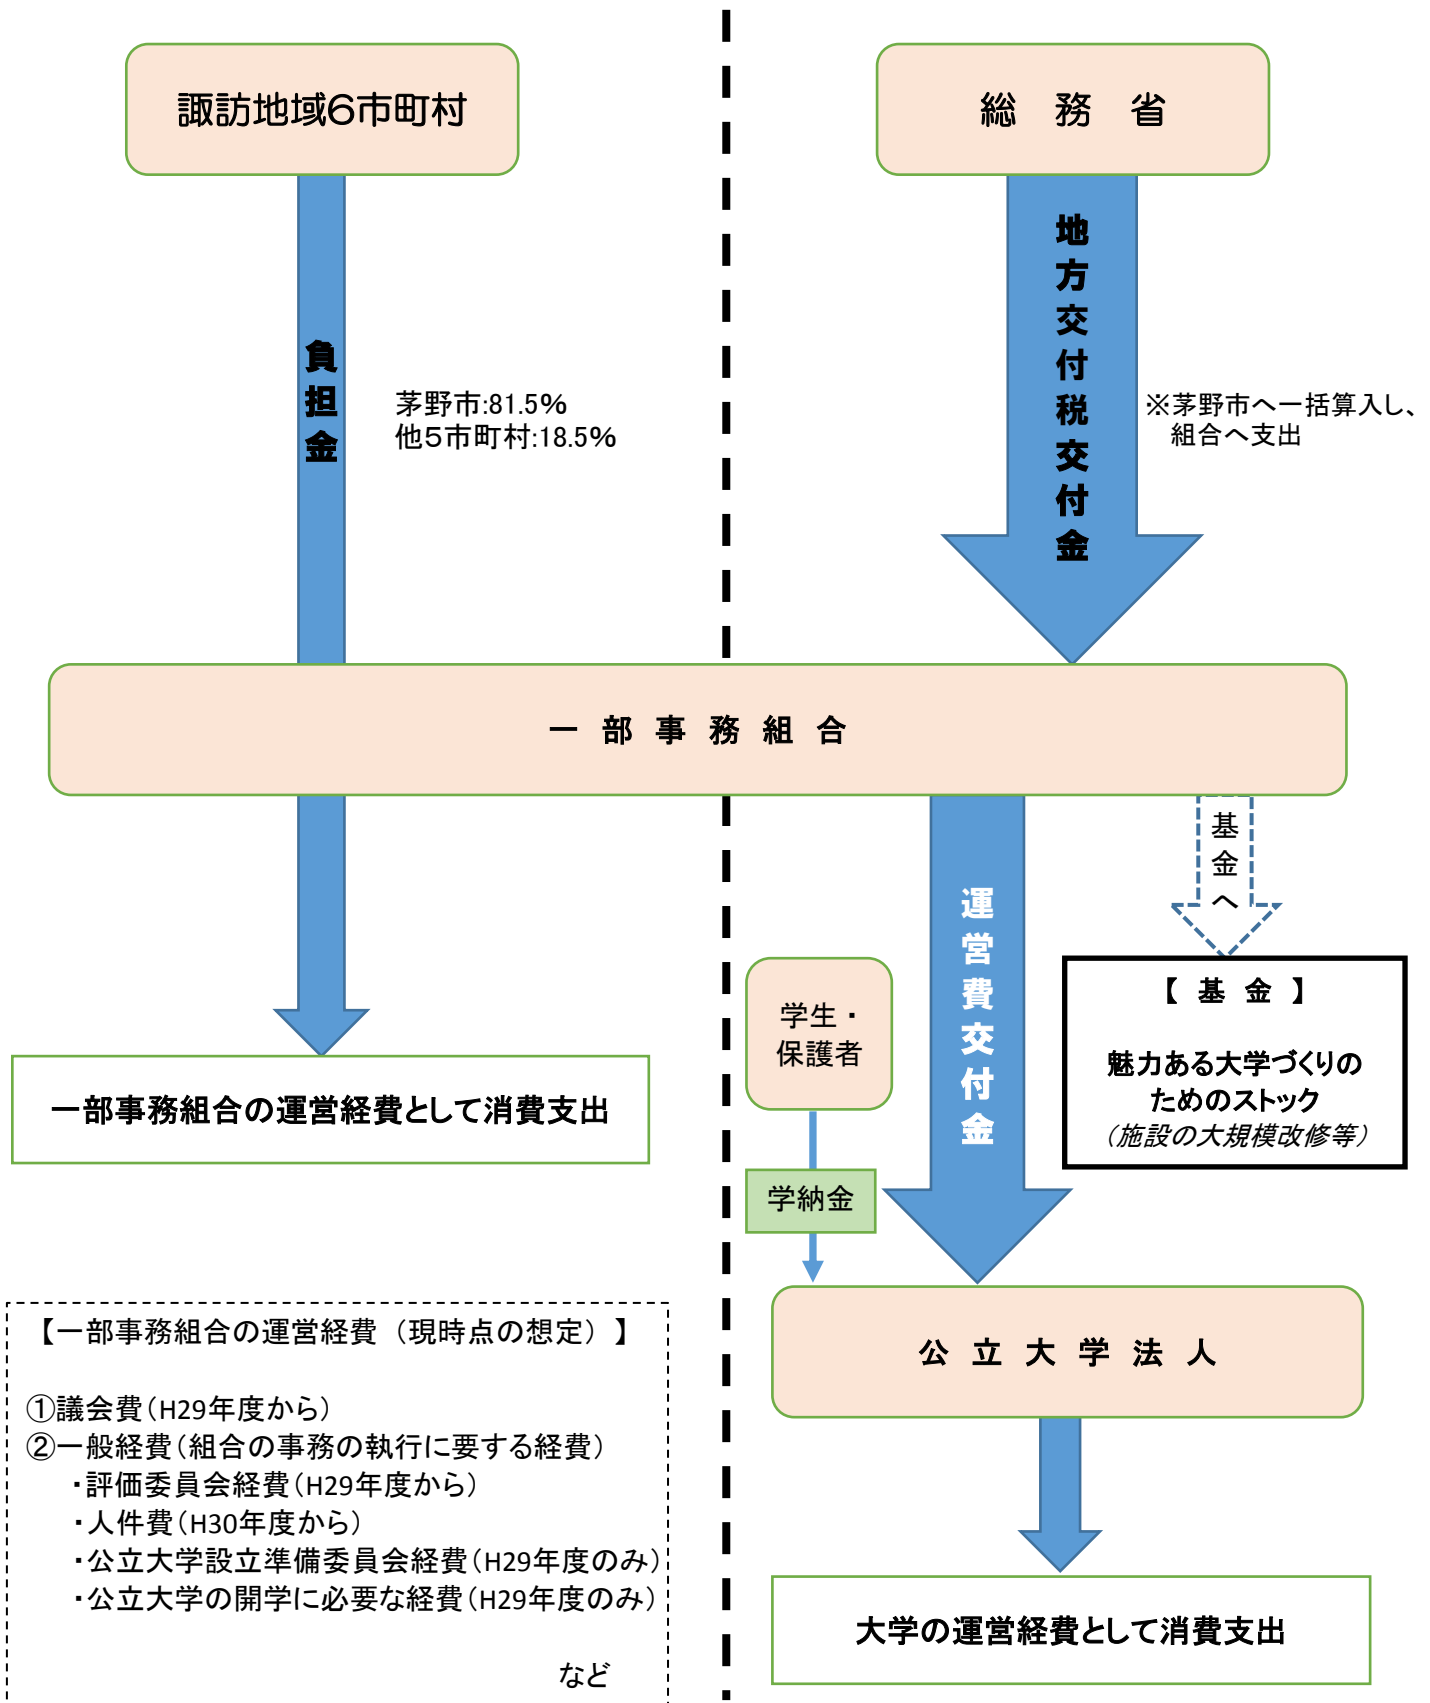 諏訪地域6市町村
総　務　省
負担金
茅野市:81.5%
他5市町村:18.5%
地方交付税交付金
※茅野市へ一括算入し、
組合へ支出
一 部 事 務 組 合
基金へ
運営費交付金
学生・
保護者
学納金
【 基 金 】
魅力ある大学づくりの
ためのストック
（施設の大規模改修等）
一部事務組合の運営経費として消費支出
公 立 大 学 法 人
大学の運営経費として消費支出
【一部事務組合の運営経費（現時点の想定）】
①議会費（H29年度から）
②一般経費（組合の事務の執行に要する経費）
・評価委員会経費（H29年度から）
・人件費（H30年度から）
・公立大学設立準備委員会経費（H29年度のみ）
・公立大学の開学に必要な経費（H29年度のみ）
など